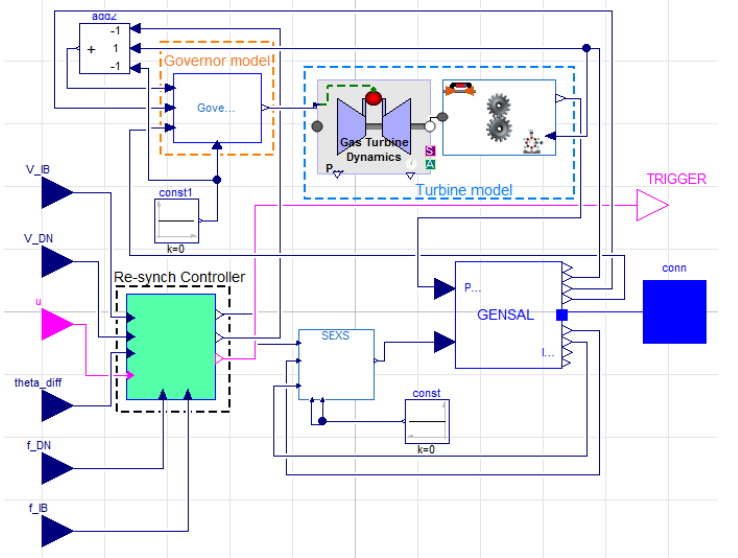 add2
-1
+
1
-1
Governor model
Gove...
Gas Turbine
Dynamics
P...
S
A
Turbine model
V_IB
const1
k=0
TRIGGER
V_DN
Re-synch Controller
conn
P...
GENSAL
I...
u
SEXS
theta_diff
const
k=0
f_DN
f_IB